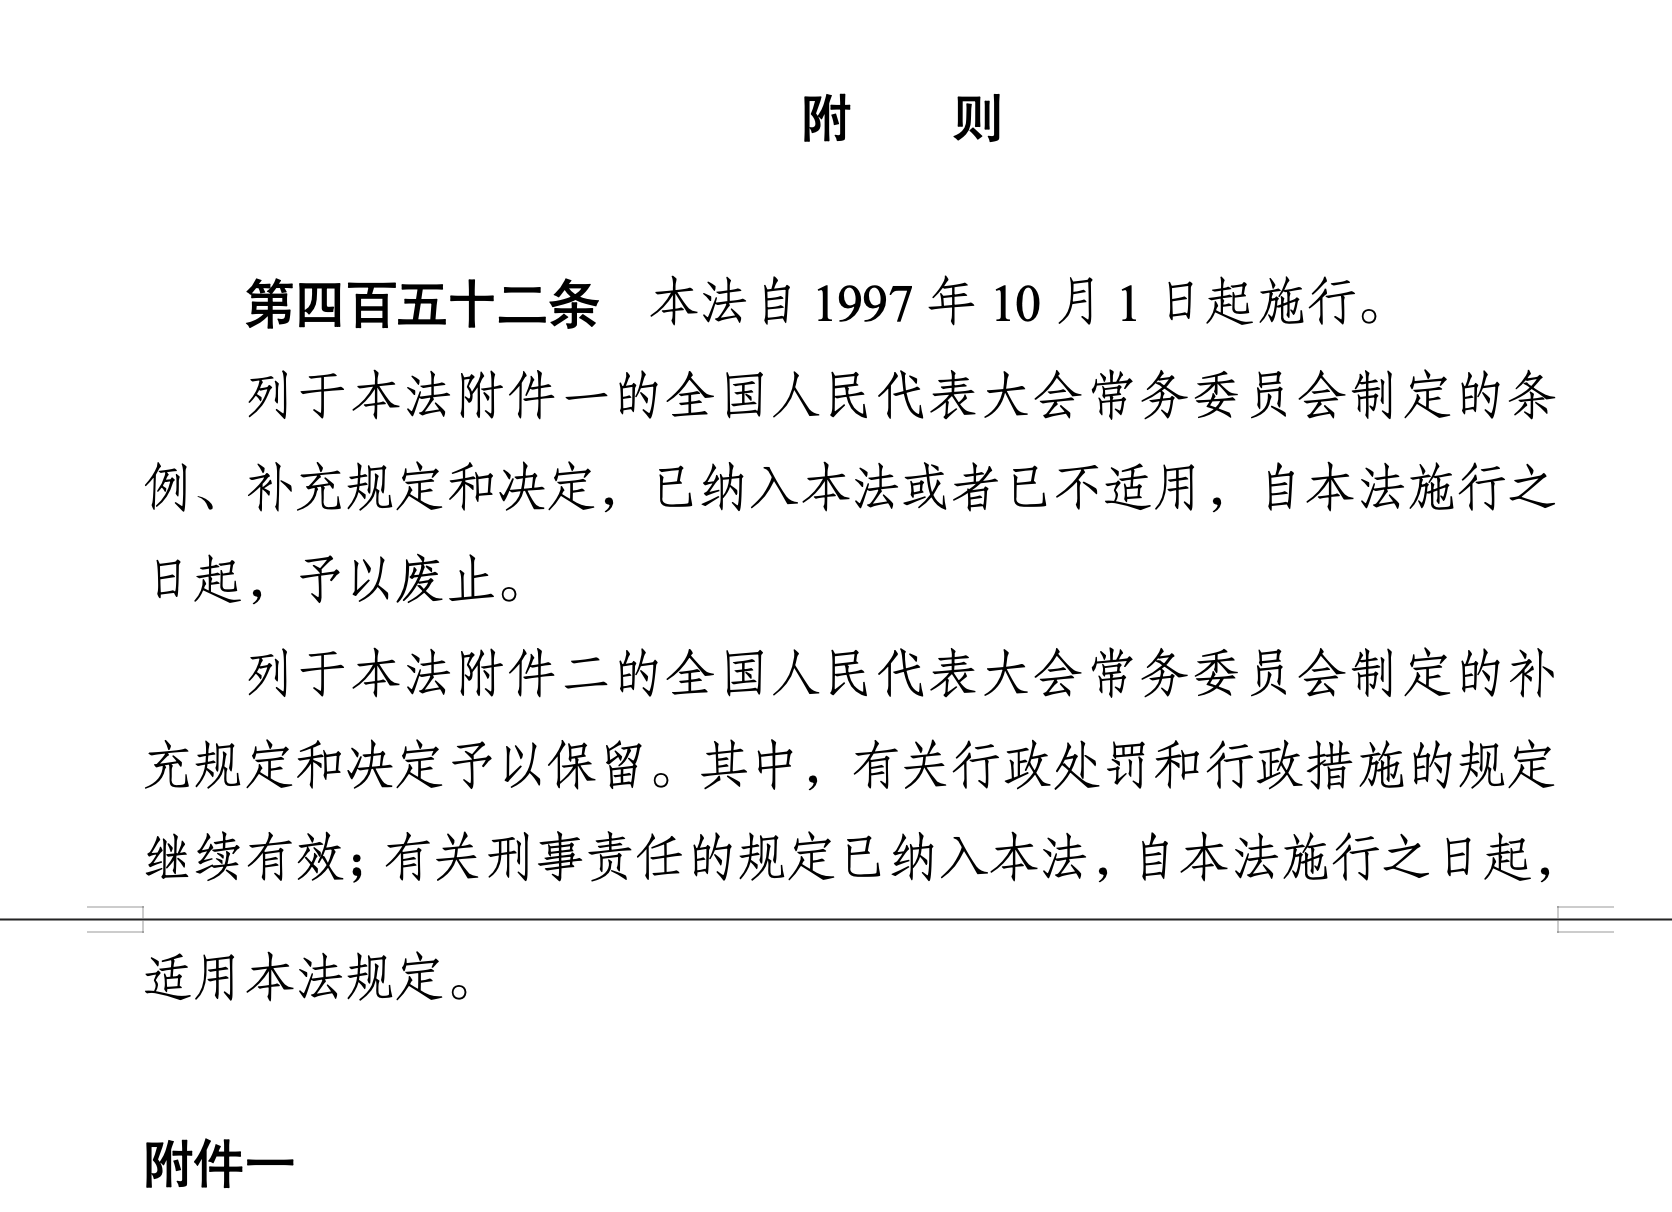 附　　则
第四百五十二条　本法自 1997 年 10 月 1 日起施行。
列于本法附件一的全国人民代表大会常务委员会制定的条
例、补充规定和决定，已纳入本法或者已不适用，自本法施行之
日起，予以废止。
列于本法附件二的全国人民代表大会常务委员会制定的补
充规定和决定予以保留。其中，有关行政处罚和行政措施的规定
继续有效；有关刑事责任的规定已纳入本法，自本法施行之日起，
适用本法规定。
附件一